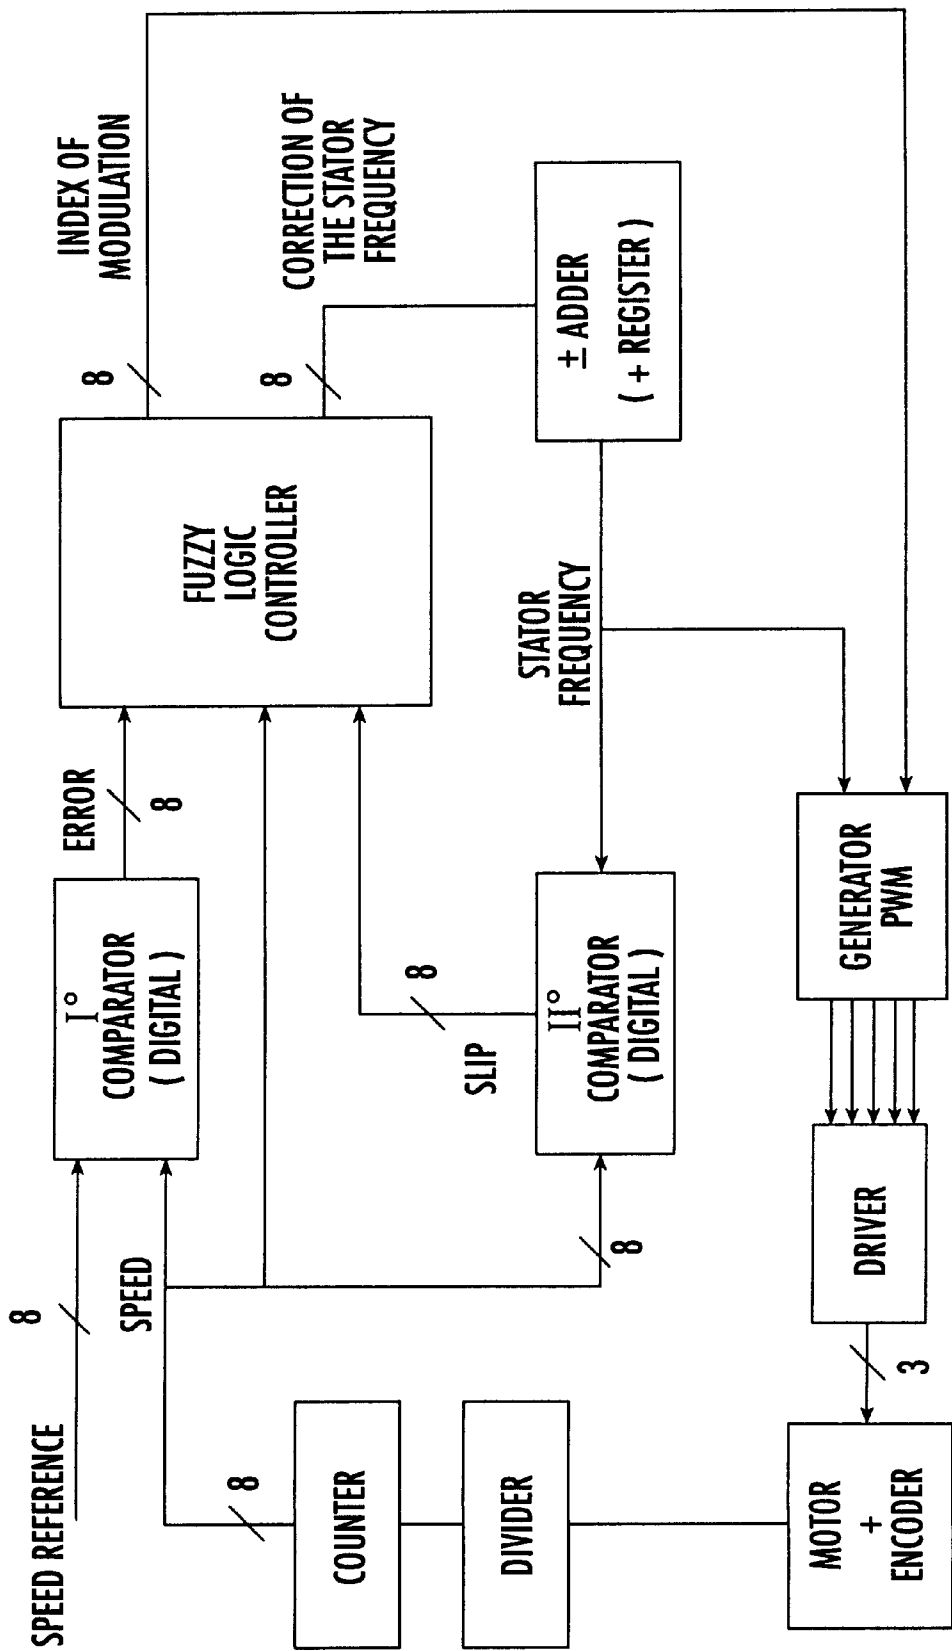 SPEED REFERENCE
8
SPEED
I°
COMPARATOR
( DIGITAL )
ERROR
8
FUZZY
LOGIC
CONTROLLER
8
INDEX OF
MODULATION
8
CORRECTION OF
THE STATOR
FREQUENCY
8
COUNTER
DIVIDER
8
SLIP
8
II°
COMPARATOR
( DIGITAL )
STATOR
FREQUENCY
± ADDER
( + REGISTER )
MOTOR
+
ENCODER
3
DRIVER
GENERATOR
PWM